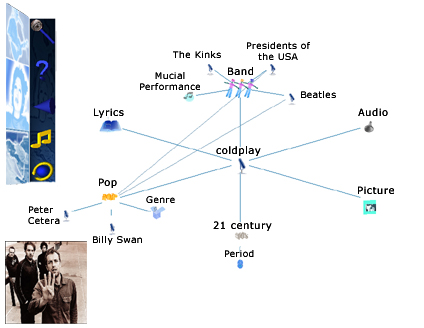 The Kinks
Presidents of
the USA
Band
Mucial
Performance
Beatles
Lyrics
Audio
coldplay
Pop
Genre
Picture
Peter
Cetera
Billy Swan
21 century
Period
?